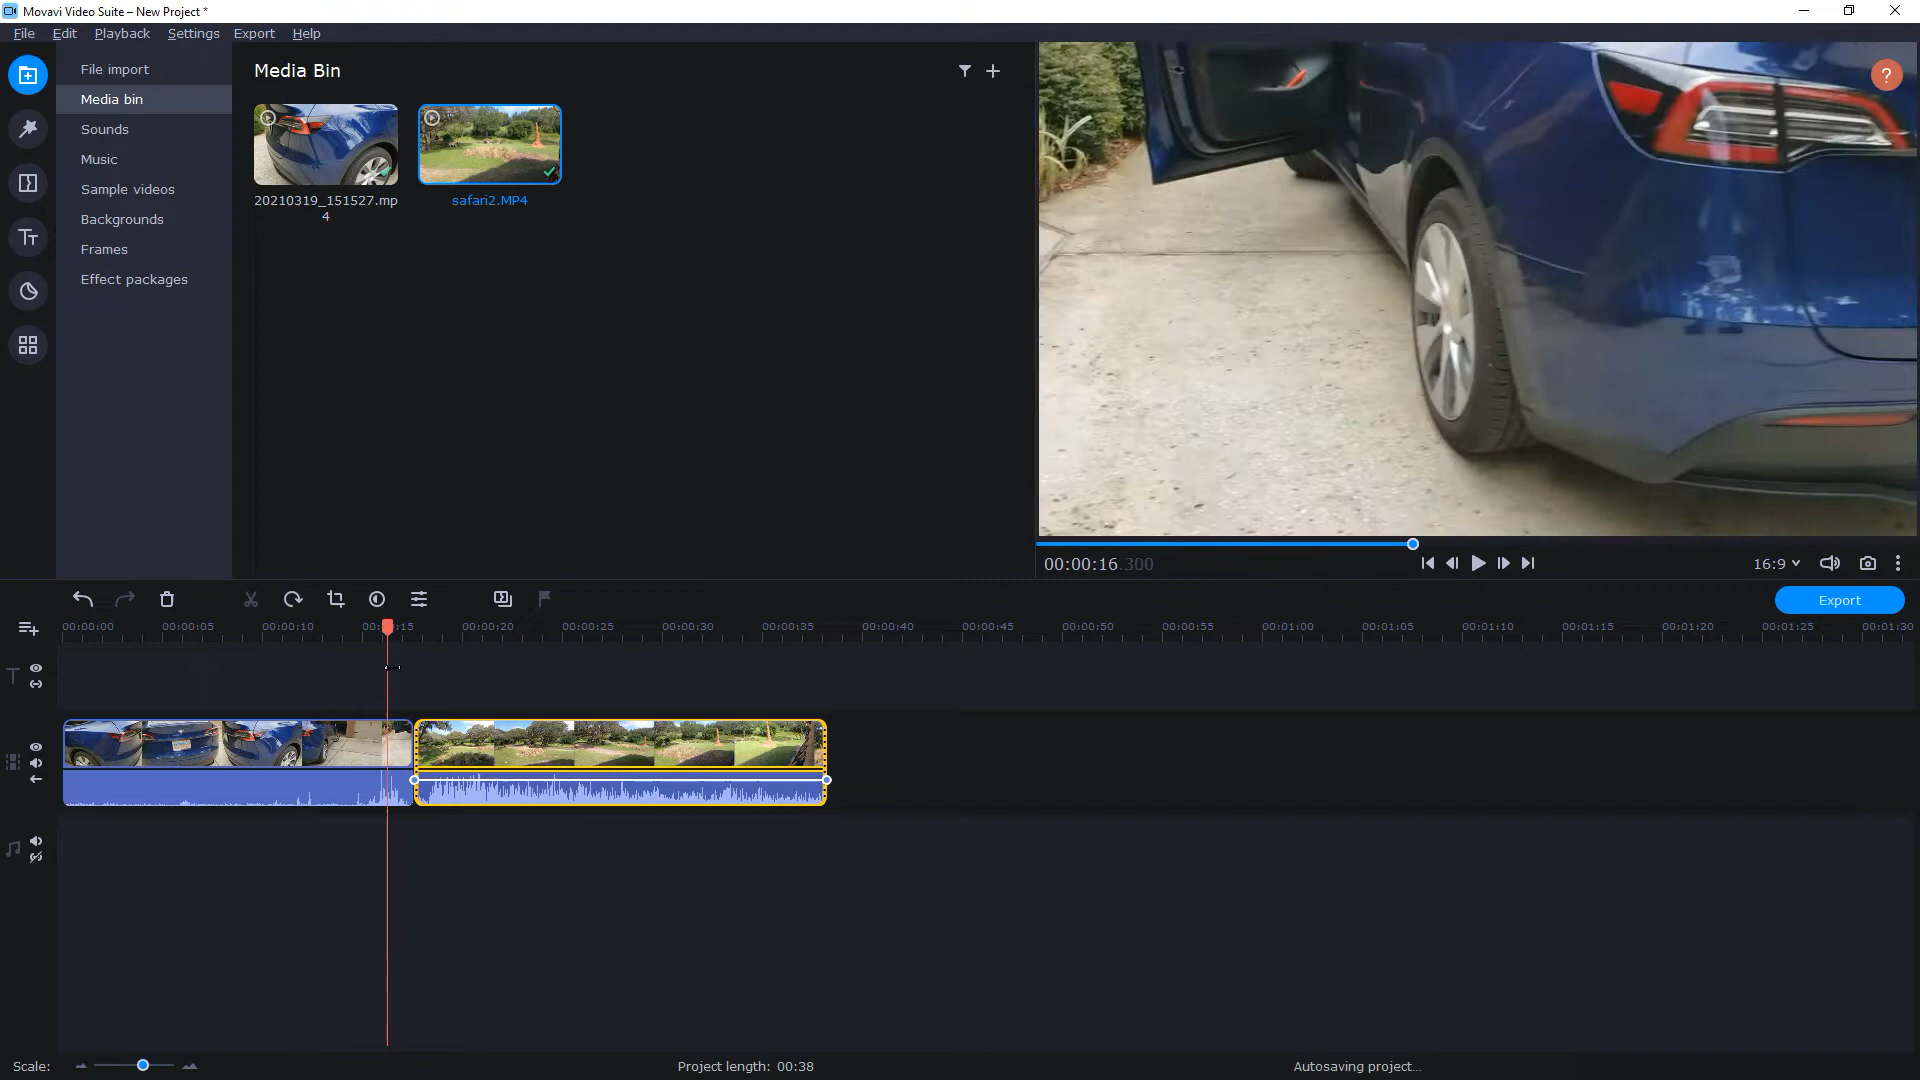 Movavi Video Suite – New Project *
File Edit Playback Settings Export Help
File import
Media bin
Sounds
Music
Sample videos
Backgrounds
Frames
Effect packages
Media Bin
20210319_151527.mp
4
safari2.MP4
?
00:00:16.300
16:9
Export
00:00:00 00:00:05 00:00:10 00:00:15 00:00:20 00:00:25 00:00:30 00:00:35 00:00:40 00:00:45 00:00:50 00:00:55 00:01:00 00:01:05 00:01:10 00:01:15 00:01:20 00:01:25 00:01:30
Scale:
Project length: 00:38
Autosaving project...